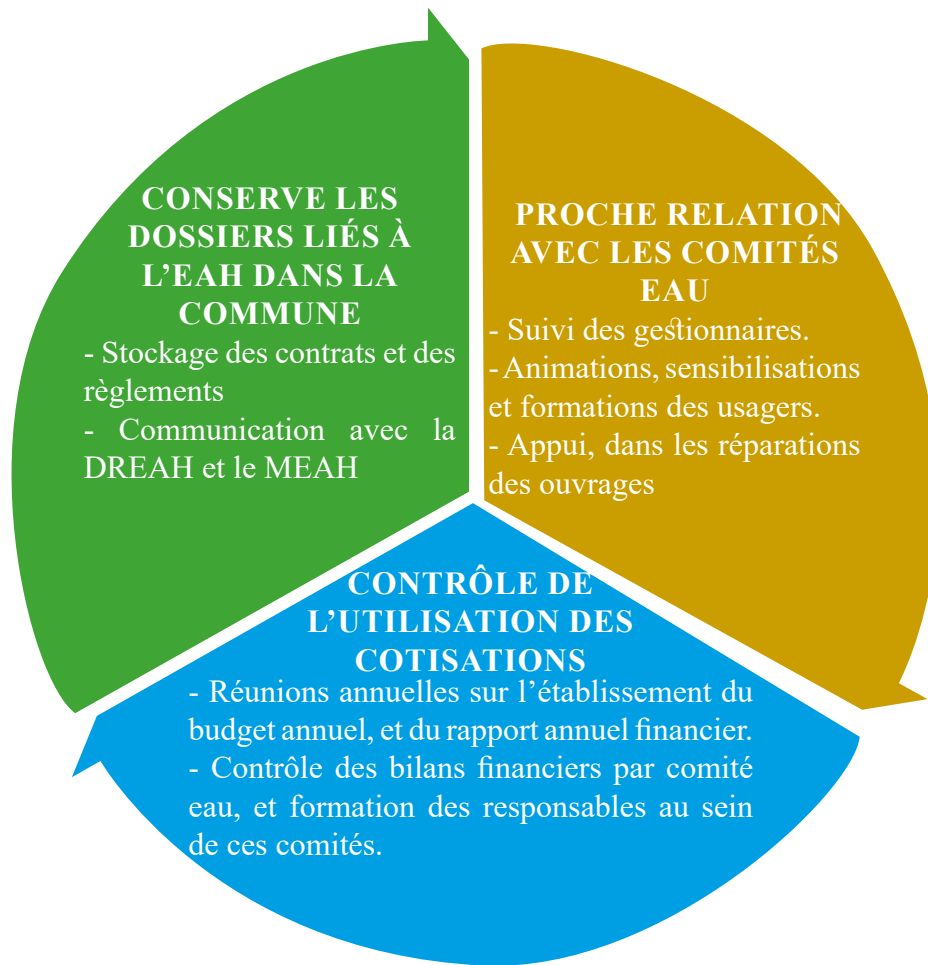 CONSERVE LES
DOSSIERS LIÉS À
L’EAH DANS LA
COMMUNE
- Stockage des contrats et des
règlements
- Communication avec la
DREAH et le MEAH
PROCHE RELATION
AVEC LES COMITÉS
EAU
- Suivi des gestionnaires.
- Animations, sensibilisations
et formations des usagers.
- Appui, dans les réparations
des ouvrages
CONTRÔLE DE
L’UTILISATION DES
COTISATIONS
- Réunions annuelles sur l’établissement du
budget annuel, et du rapport annuel financier.
- Contrôle des bilans financiers par comité
eau, et formation des responsables au sein
de ces comités.